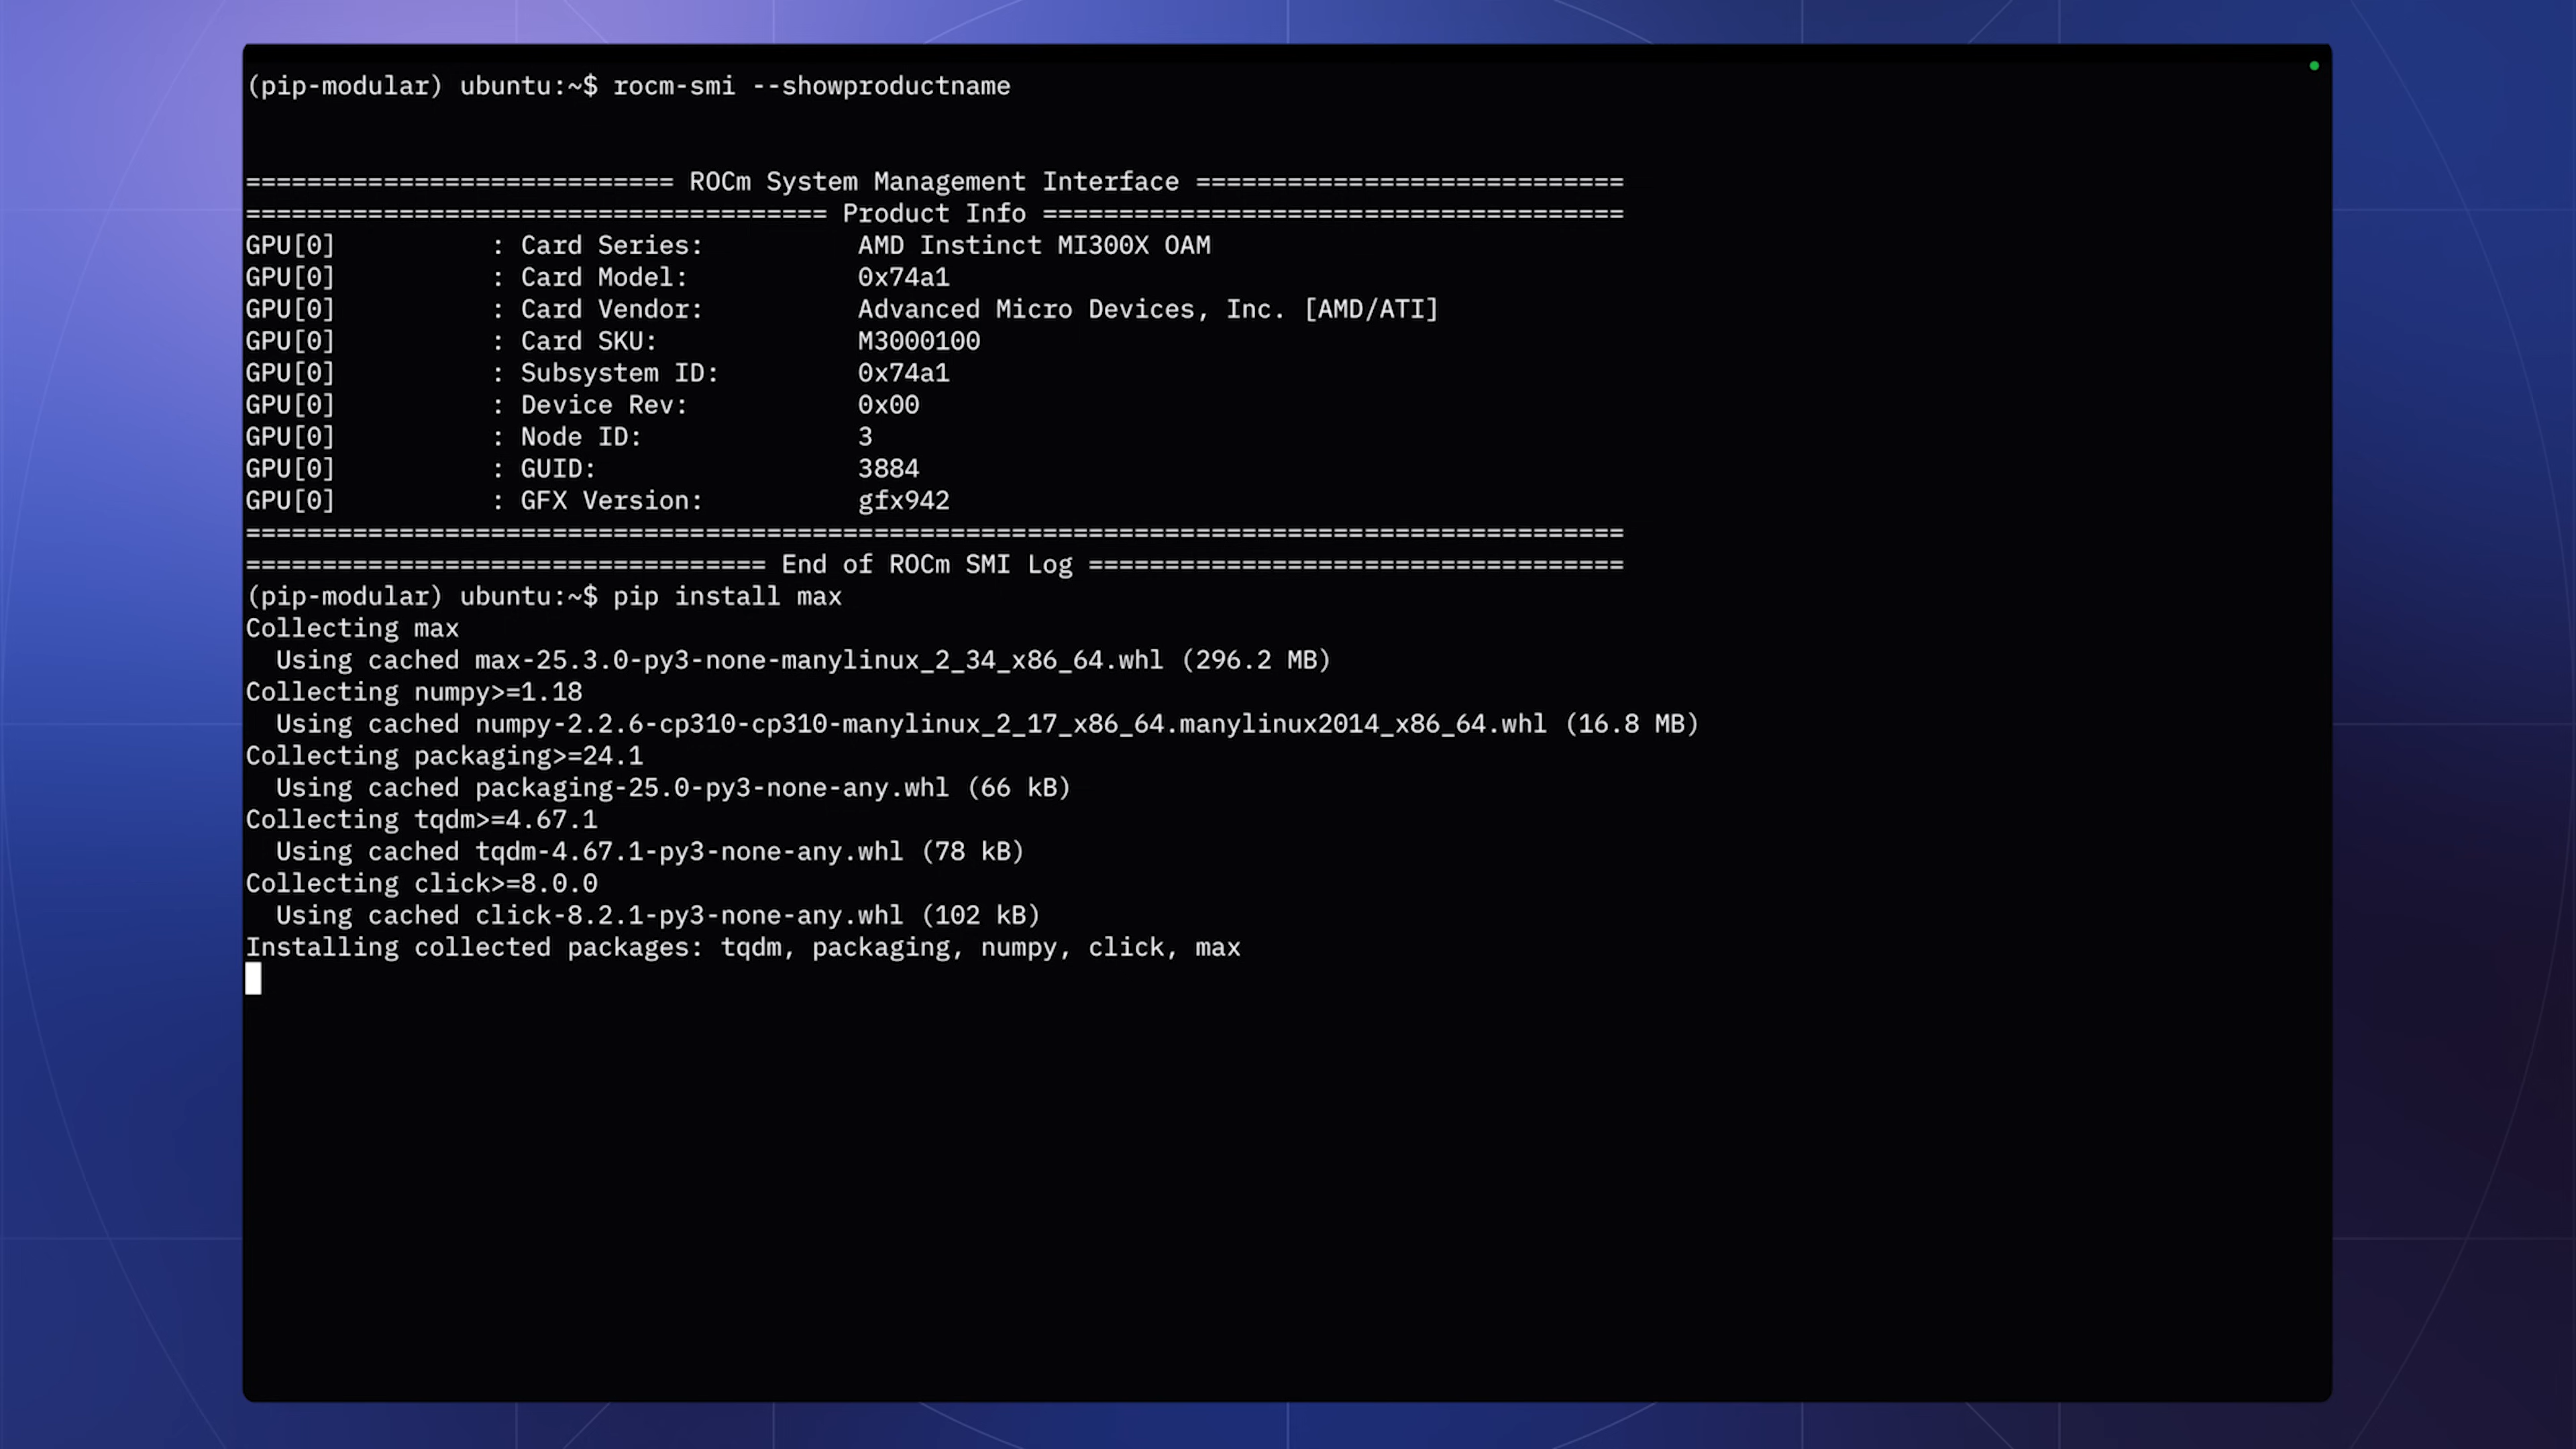 (pip-modular) ubuntu:~$ rocm-smi --showproductname
============================ ROCm System Management Interface ============================
====================================== Product Info ======================================
GPU[0]          : Card Series:          AMD Instinct MI300X OAM
GPU[0]          : Card Model:           0x74a1
GPU[0]          : Card Vendor:          Advanced Micro Devices, Inc. [AMD/ATI]
GPU[0]          : Card SKU:             M3000100
GPU[0]          : Subsystem ID:         0x74a1
GPU[0]          : Device Rev:           0x00
GPU[0]          : Node ID:              3
GPU[0]          : GUID:                 3884
GPU[0]          : GFX Version:          gfx942
==========================================================================================
================================== End of ROCm SMI Log ===================================
(pip-modular) ubuntu:~$ pip install max
Collecting max
  Using cached max-25.3.0-py3-none-manylinux_2_34_x86_64.whl (296.2 MB)
Collecting numpy>=1.18
  Using cached numpy-2.2.6-cp310-cp310-manylinux_2_17_x86_64.manylinux2014_x86_64.whl (16.8 MB)
Collecting packaging>=24.1
  Using cached packaging-25.0-py3-none-any.whl (66 kB)
Collecting tqdm>=4.67.1
  Using cached tqdm-4.67.1-py3-none-any.whl (78 kB)
Collecting click>=8.0.0
  Using cached click-8.2.1-py3-none-any.whl (102 kB)
Installing collected packages: tqdm, packaging, numpy, click, max